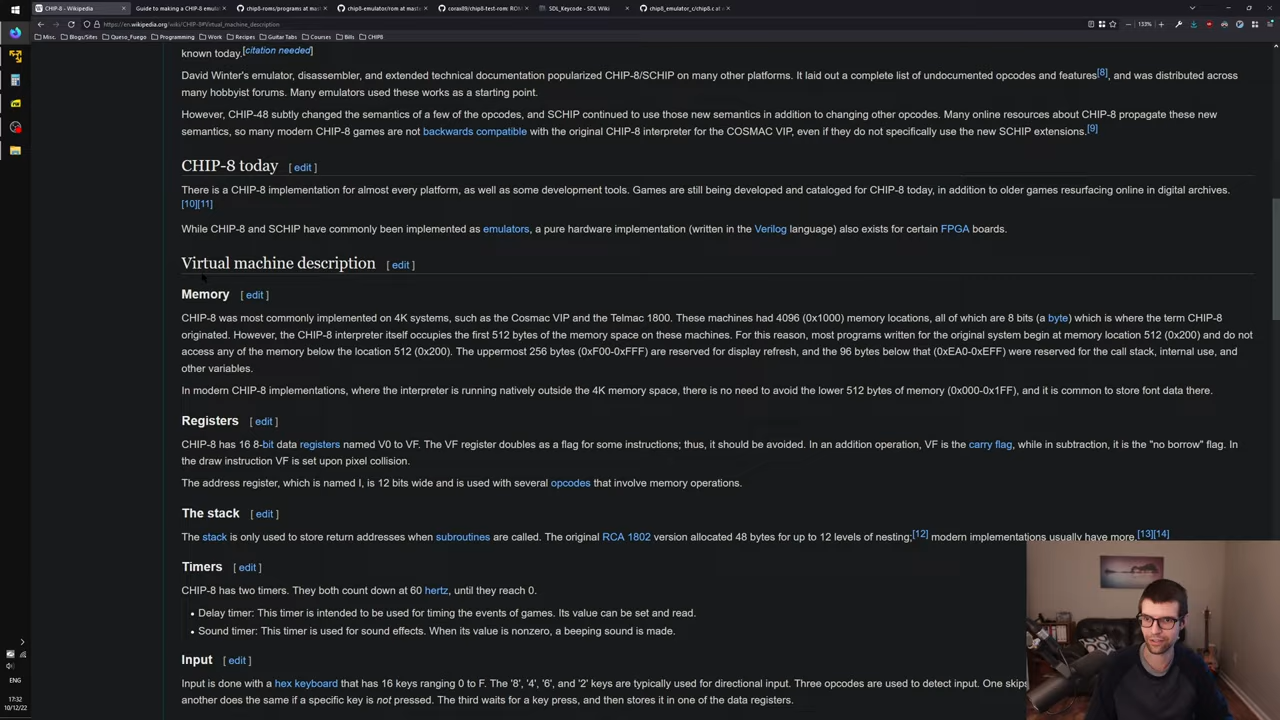 CHIP-8 - Wikipedia
Guide to making a CHIP-8 emul
chip8-roms/programs at mast
chip8-emulator/rom at maste
corax89/chip8-test-rom: ROM
SDL_Keycode - SDL Wiki
chip8_emulator_c/chip8.c at
https://en.wikipedia.org/wiki/CHIP-8#Virtual_machine_description
133%
Misc.
Blogs/Sites
Queso_Fuego
Programming
Work
Recipes
Guitar Tabs
Courses
Bills
CHIP8
known today.[citation needed]
David Winter's emulator, disassembler, and extended technical documentation popularized CHIP-8/SCHIP on many other platforms. It laid out a complete list of undocumented opcodes and features[8], and was distributed across
many hobbyist forums. Many emulators used these works as a starting point.
However, CHIP-48 subtly changed the semantics of a few of the opcodes, and SCHIP continued to use those new semantics in addition to changing other opcodes. Many online resources about CHIP-8 propagate these new
semantics, so many modern CHIP-8 games are not backwards compatible with the original CHIP-8 interpreter for the COSMAC VIP, even if they do not specifically use the new SCHIP extensions.[9]
CHIP-8 today [ edit ]
There is a CHIP-8 implementation for almost every platform, as well as some development tools. Games are still being developed and cataloged for CHIP-8 today, in addition to older games resurfacing online in digital archives.
[10][11]
While CHIP-8 and SCHIP have commonly been implemented as emulators, a pure hardware implementation (written in the Verilog language) also exists for certain FPGA boards.
Virtual machine description [ edit ]
Memory [ edit ]
CHIP-8 was most commonly implemented on 4K systems, such as the Cosmac VIP and the Telmac 1800. These machines had 4096 (0x1000) memory locations, all of which are 8 bits (a byte) which is where the term CHIP-8
originated. However, the CHIP-8 interpreter itself occupies the first 512 bytes of the memory space on these machines. For this reason, most programs written for the original system begin at memory location 512 (0x200) and do not
access any of the memory below the location 512 (0x200). The uppermost 256 bytes (0xF00-0xFFF) are reserved for display refresh, and the 96 bytes below that (0xEA0-0xEFF) were reserved for the call stack, internal use, and
other variables.
In modern CHIP-8 implementations, where the interpreter is running natively outside the 4K memory space, there is no need to avoid the lower 512 bytes of memory (0x000-0x1FF), and it is common to store font data there.
Registers [ edit ]
CHIP-8 has 16 8-bit data registers named V0 to VF. The VF register doubles as a flag for some instructions; thus, it should be avoided. In an addition operation, VF is the carry flag, while in subtraction, it is the "no borrow" flag. In
the draw instruction VF is set upon pixel collision.
The address register, which is named I, is 12 bits wide and is used with several opcodes that involve memory operations.
The stack [ edit ]
The stack is only used to store return addresses when subroutines are called. The original RCA 1802 version allocated 48 bytes for up to 12 levels of nesting;[12] modern implementations usually have more.[13][14]
Timers [ edit ]
CHIP-8 has two timers. They both count down at 60 hertz, until they reach 0.
• Delay timer: This timer is intended to be used for timing the events of games. Its value can be set and read.
• Sound timer: This timer is used for sound effects. When its value is nonzero, a beeping sound is made.
Input [ edit ]
Input is done with a hex keyboard that has 16 keys ranging 0 to F. The '8', '4', '6', and '2' keys are typically used for directional input. Three opcodes are used to detect input. One skips
another does the same if a specific key is not pressed. The third waits for a key press, and then stores it in one of the data registers.
ENG
17:32
10/12/22